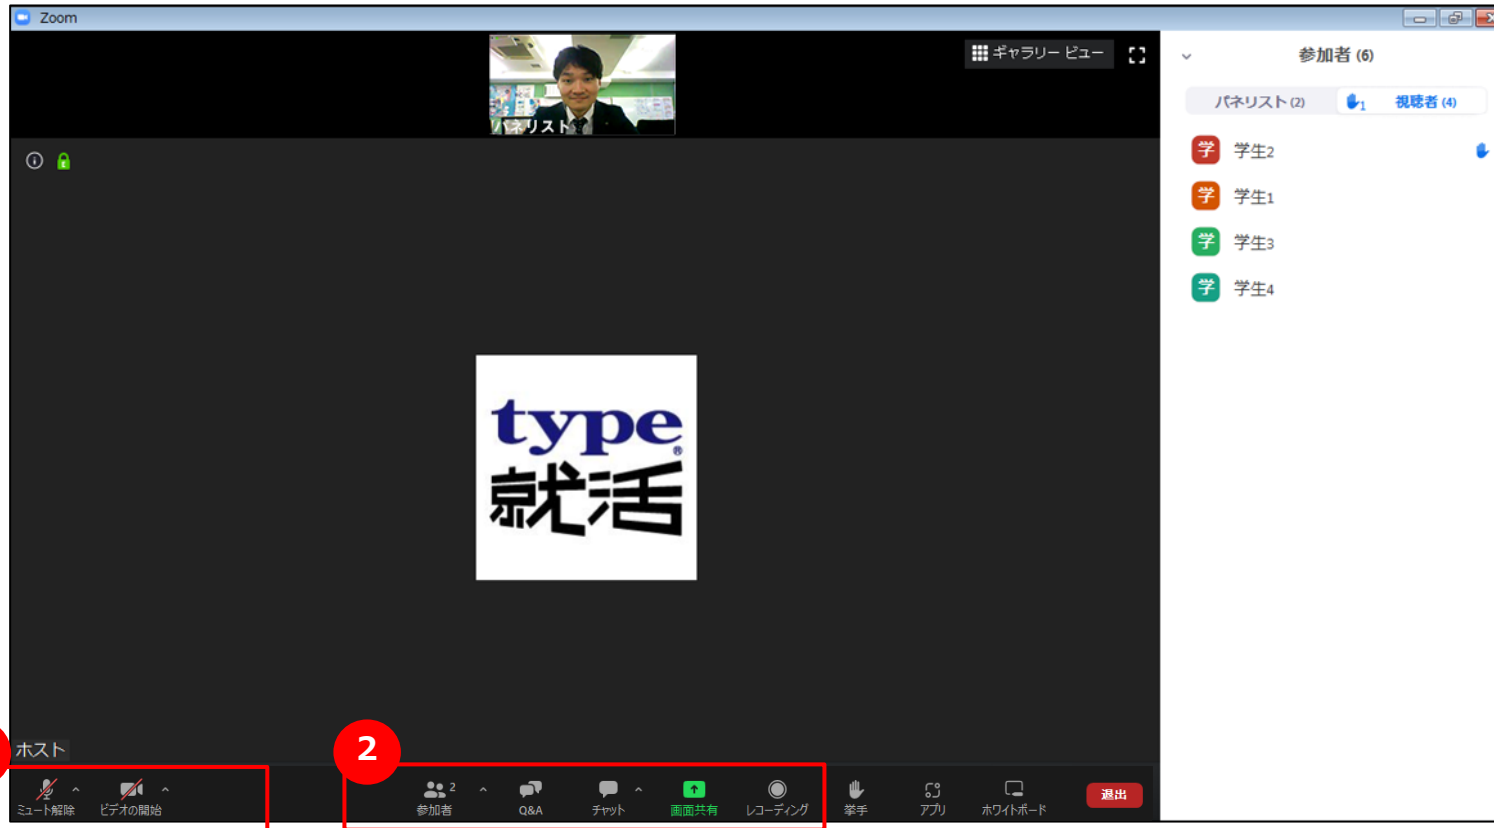 Zoom
パネリスト
ギャラリー ビュー
参加者 (6)
パネリスト (2)
1
視聴者 (4)
学 学生2
学 学生1
学 学生3
学 学生4
type®
就活
ホスト
2
ミュート解除
ビデオの開始
参加者 2
Q&A
チャット
画面共有
レコーディング
挙手
アプリ
ホワイトボード
退出